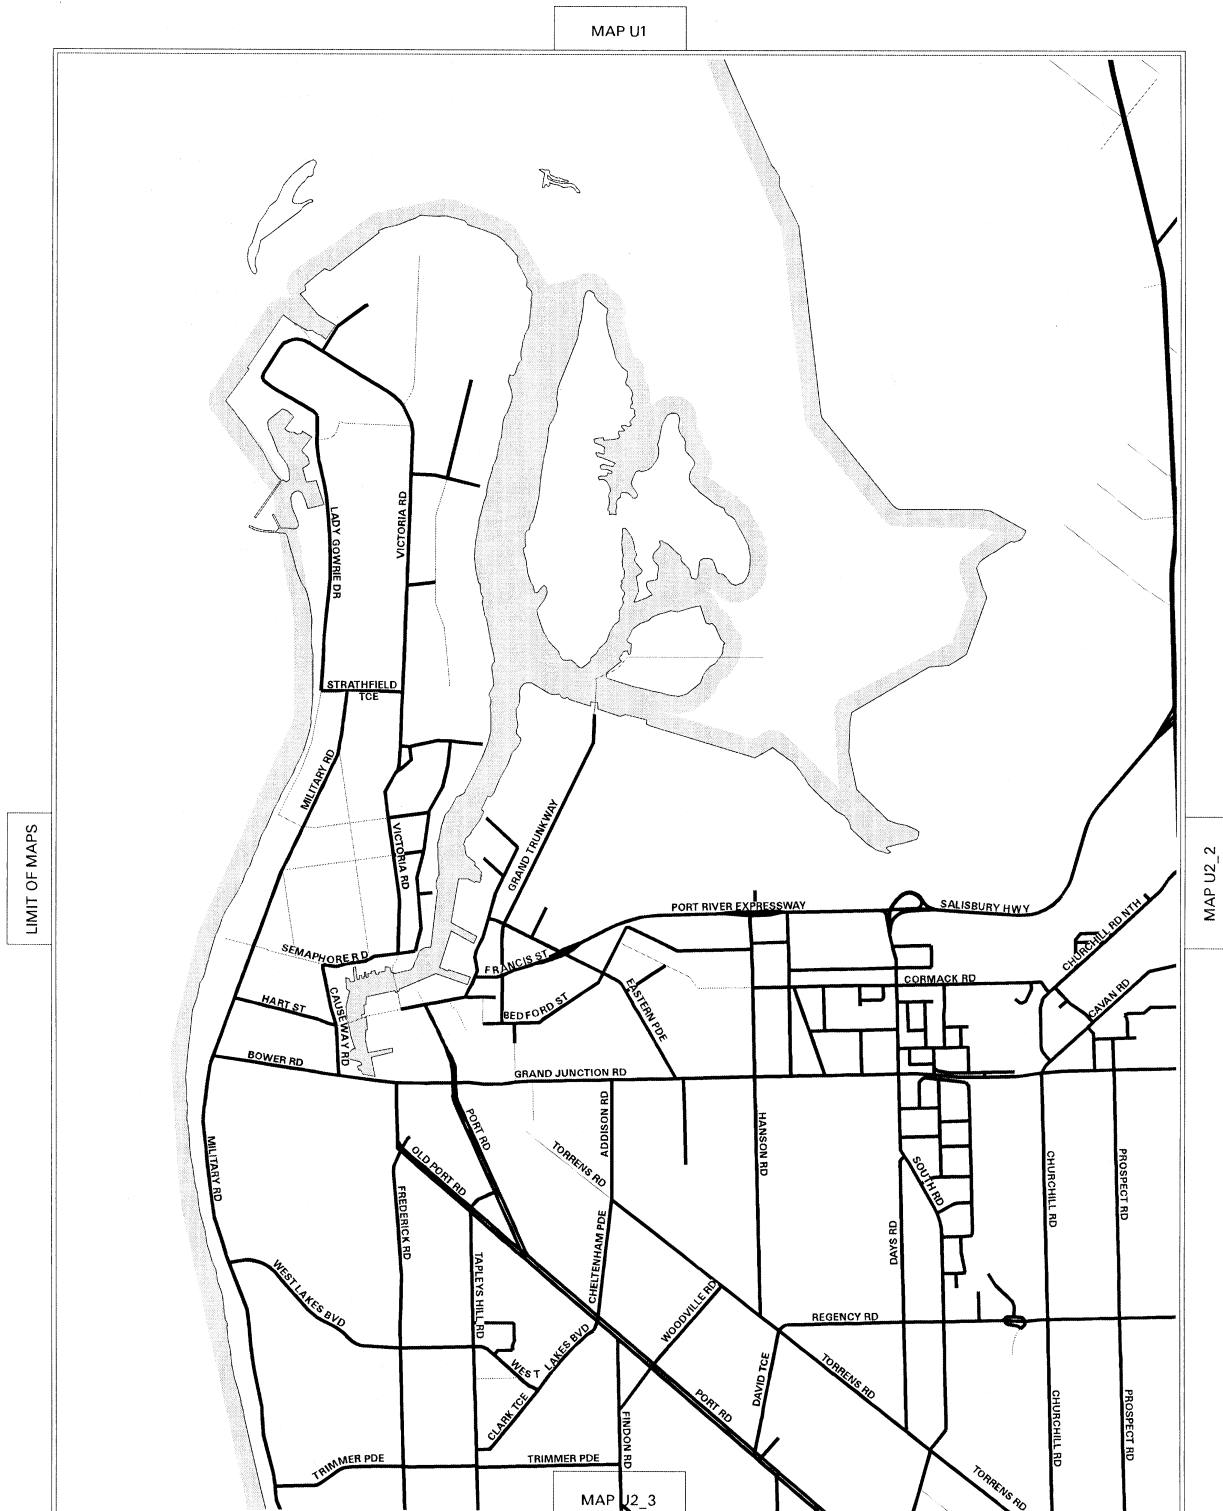 MAP U1
LADY GOWRIE DR
VICTORIA RD
STRATHFIELD
TCE
MILITARY RD
VICTORIA RD
GRAND TRUNKWAY
LIMIT OF MAPS
MAP U2_2
PORT RIVER EXPRESSWAY
SALISBURY HWY
CHURCHILL RD NTH
SEMAPHORE RD
FRANCIS ST
CORMACK RD
CAVAN RD
HART ST
CAUSEWAY RD
BEDFORD ST
EASTERN PDE
BOWER RD
GRAND JUNCTION RD
PORT RD
ADDISON RD
HANSON RD
MILITARY RD
OLD PORT RD
TORRENS RD
SOUTH RD
CHURCHILL RD
PROSPECT RD
FREDERICK RD
CHELTENHAM PDE
DAYS RD
WEST LAKES BVD
TAPLEYS HILL RD
WOODVILLE RD
REGENCY RD
WEST LAKES BVD
DAVID TCE
TORRENS RD
CLARK TCE
PORT RD
FINDON RD
CHURCHILL RD
PROSPECT RD
TRIMMER PDE
TRIMMER PDE
TORRENS RD
MAP U2_3